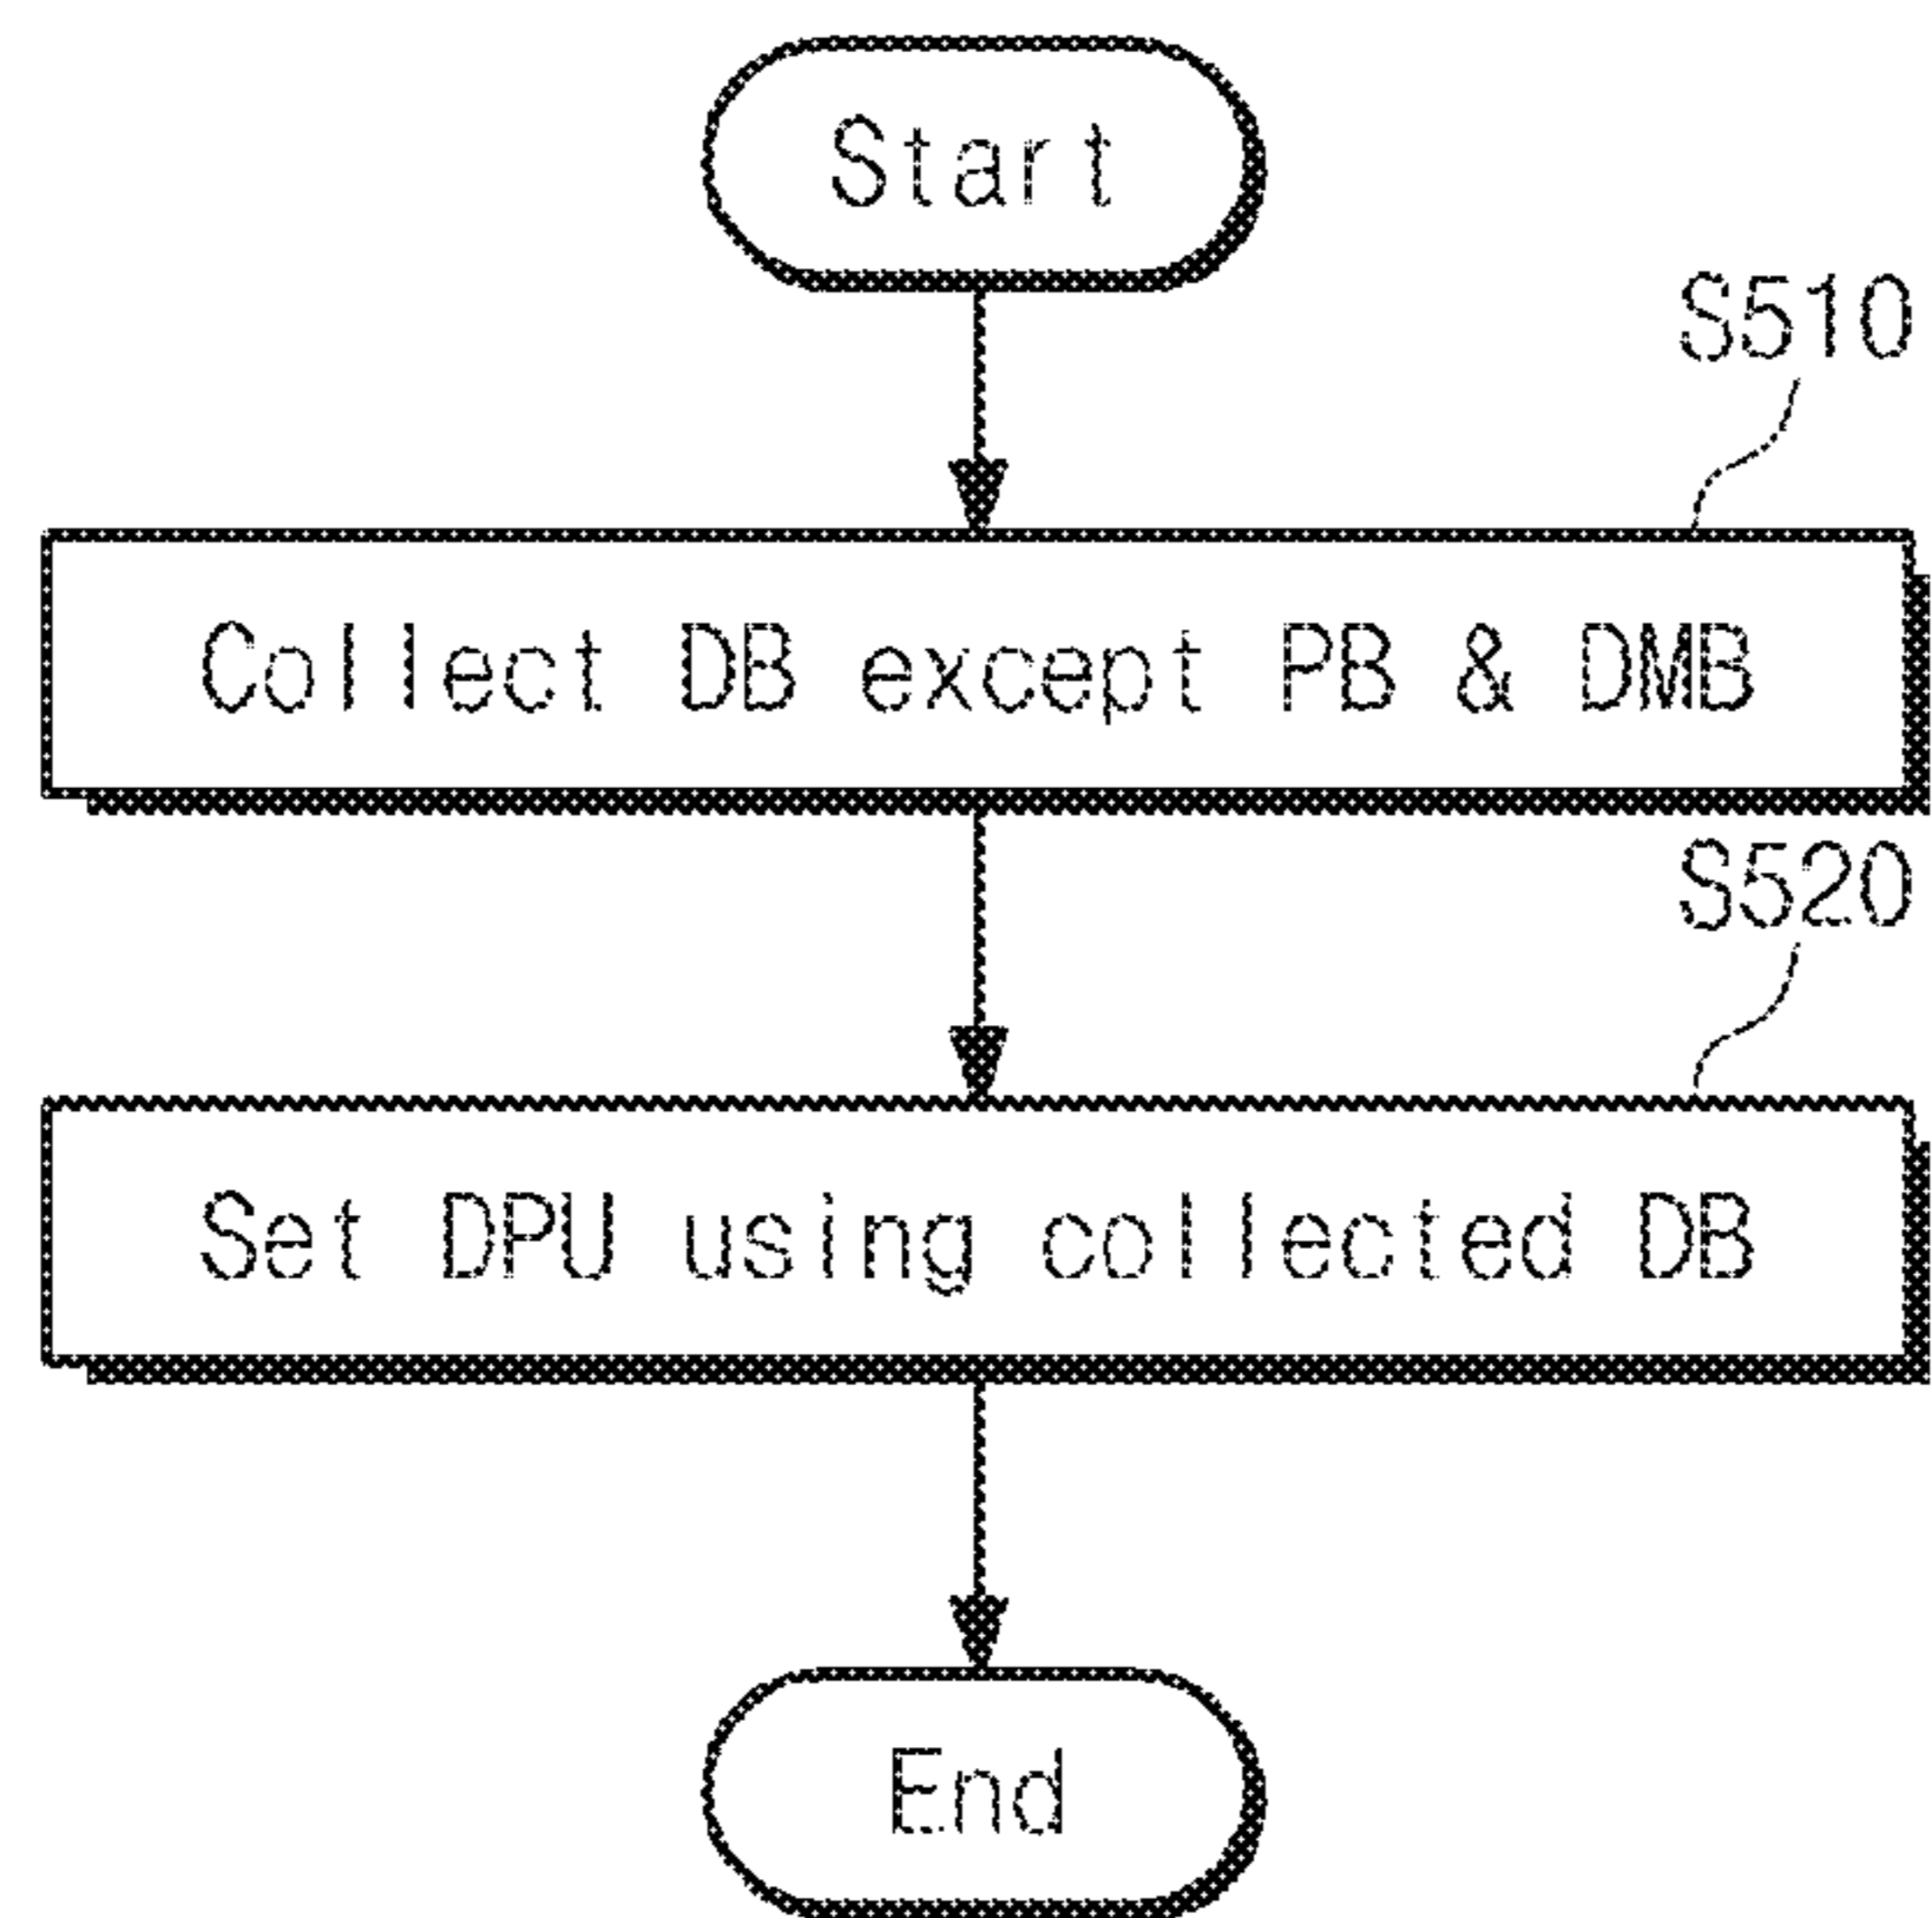 Start
S510
Collect DB except PB & DMB
S520
Set DPU using collected DB
End